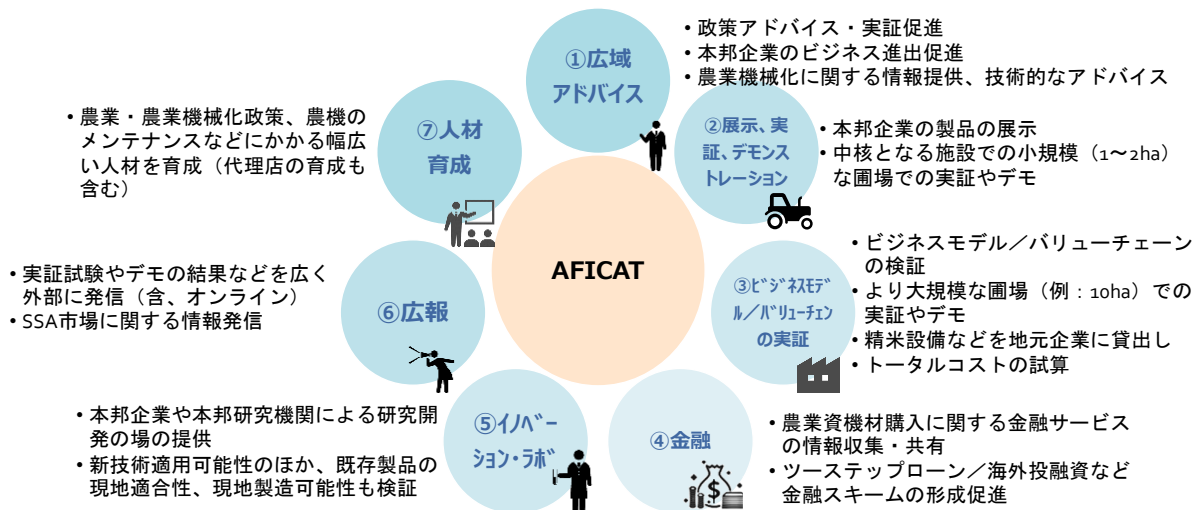 ①広域
アドバイス
・政策アドバイス・実証促進
・本邦企業のビジネス進出促進
・農業機械化に関する情報提供、技術的なアドバイス
②展示、実
証、デモンス
トレーション
・本邦企業の製品の展示
・中核となる施設での小規模（1～2ha）
な圃場での実証やデモ
③ﾋﾞｼﾞﾈｽﾓﾃﾞ
ﾙ／ﾊﾞﾘｭｰﾁｪﾝ
の実証
・ビジネスモデル／バリューチェーン
の検証
・より大規模な圃場（例：10ha）での
実証やデモ
・精米設備などを地元企業に貸出し
・トータルコストの試算
④金融
・農業資機材購入に関する金融サービス
の情報収集・共有
・ツーステップローン／海外投融資など
金融スキームの形成促進
⑤ｲﾉﾍﾞｰ
ｼｮﾝ・ﾗﾎﾞ
・本邦企業や本邦研究機関による研究開
発の場の提供
・新技術適用可能性のほか、既存製品の
現地適合性、現地製造可能性も検証
⑥広報
・実証試験やデモの結果などを広く
外部に発信（含、オンライン）
・SSA市場に関する情報発信
⑦人材
育成
・農業・農業機械化政策、農機の
メンテナンスなどにかかる幅広
い人材を育成（代理店の育成も
含む）
AFICAT